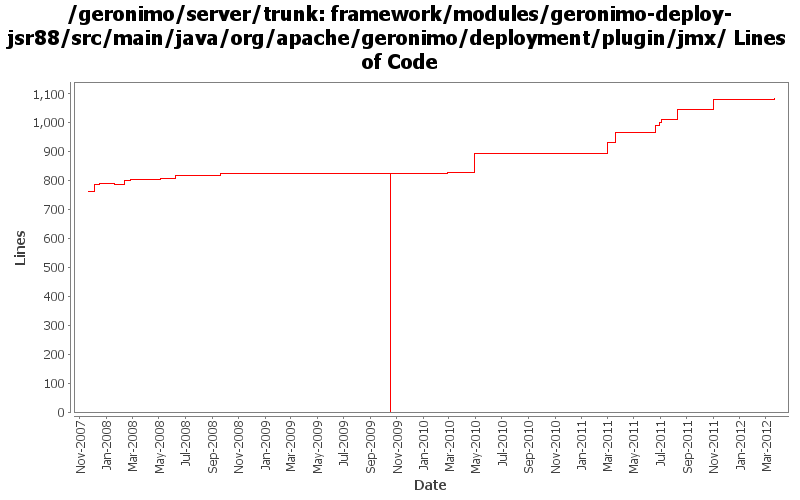 /geronimo/server/trunk: framework/modules/geronimo-deploy-
jsr88/src/main/java/org/apache/geronimo/deployment/plugin/jmx/ Lines
of Code
Lines
1,100
1,000
900
800
700
600
500
400
300
200
100
0
Nov-2007
Jan-2008
Mar-2008
May-2008
Jul-2008
Sep-2008
Nov-2008
Jan-2009
Mar-2009
May-2009
Jul-2009
Sep-2009
Nov-2009
Jan-2010
Mar-2010
May-2010
Jul-2010
Sep-2010
Nov-2010
Jan-2011
Mar-2011
May-2011
Jul-2011
Sep-2011
Nov-2011
Jan-2012
Mar-2012
Date